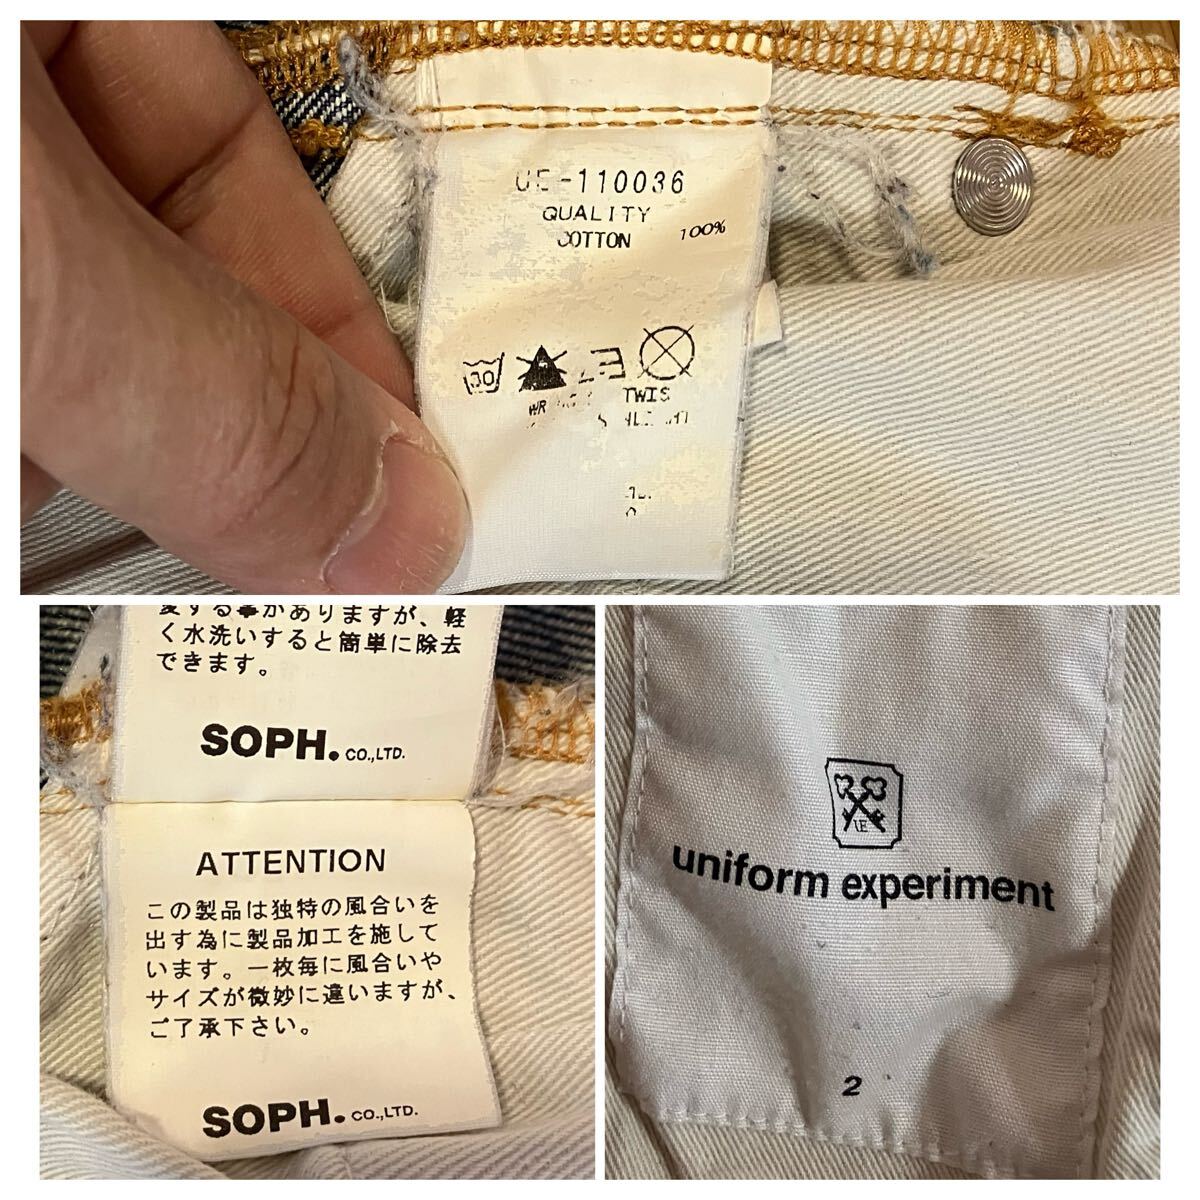 UE-110036
QUALITY
COTTON 100%
30
TWIS
変する事がありますが、軽
く水洗いすると簡単に除去
できます。
SOPH. CO.,LTD.
ATTENTION
この製品は独特の風合いを
出す為に製品加工を施して
います。一枚毎に風合いや
サイズが微妙に違いますが、
ご了承下さい。
SOPH. CO.,LTD.
UE
uniform experiment
2